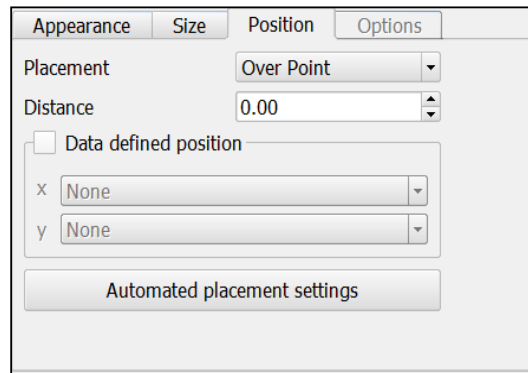 Appearance Size Position Options
Placement Over Point
Distance 0.00
Data defined position
x None
y None
Automated placement settings